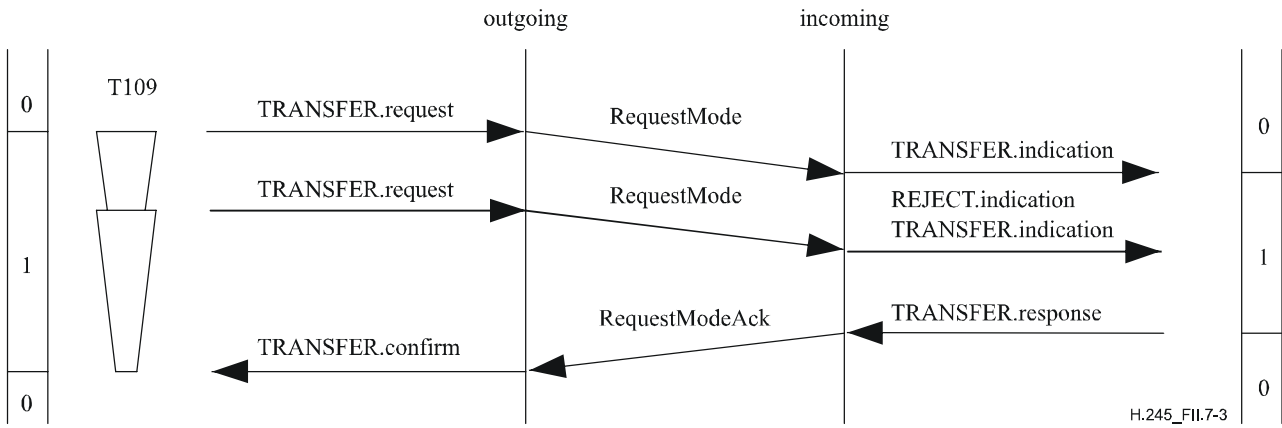 outgoing
incoming
T109
0
0
TRANSFER.request
RequestMode
TRANSFER.indication
TRANSFER.request
RequestMode
REJECT.indication
TRANSFER.indication
1
1
RequestModeAck
TRANSFER.response
TRANSFER.confirm
0
0
H.245_FII.7-3